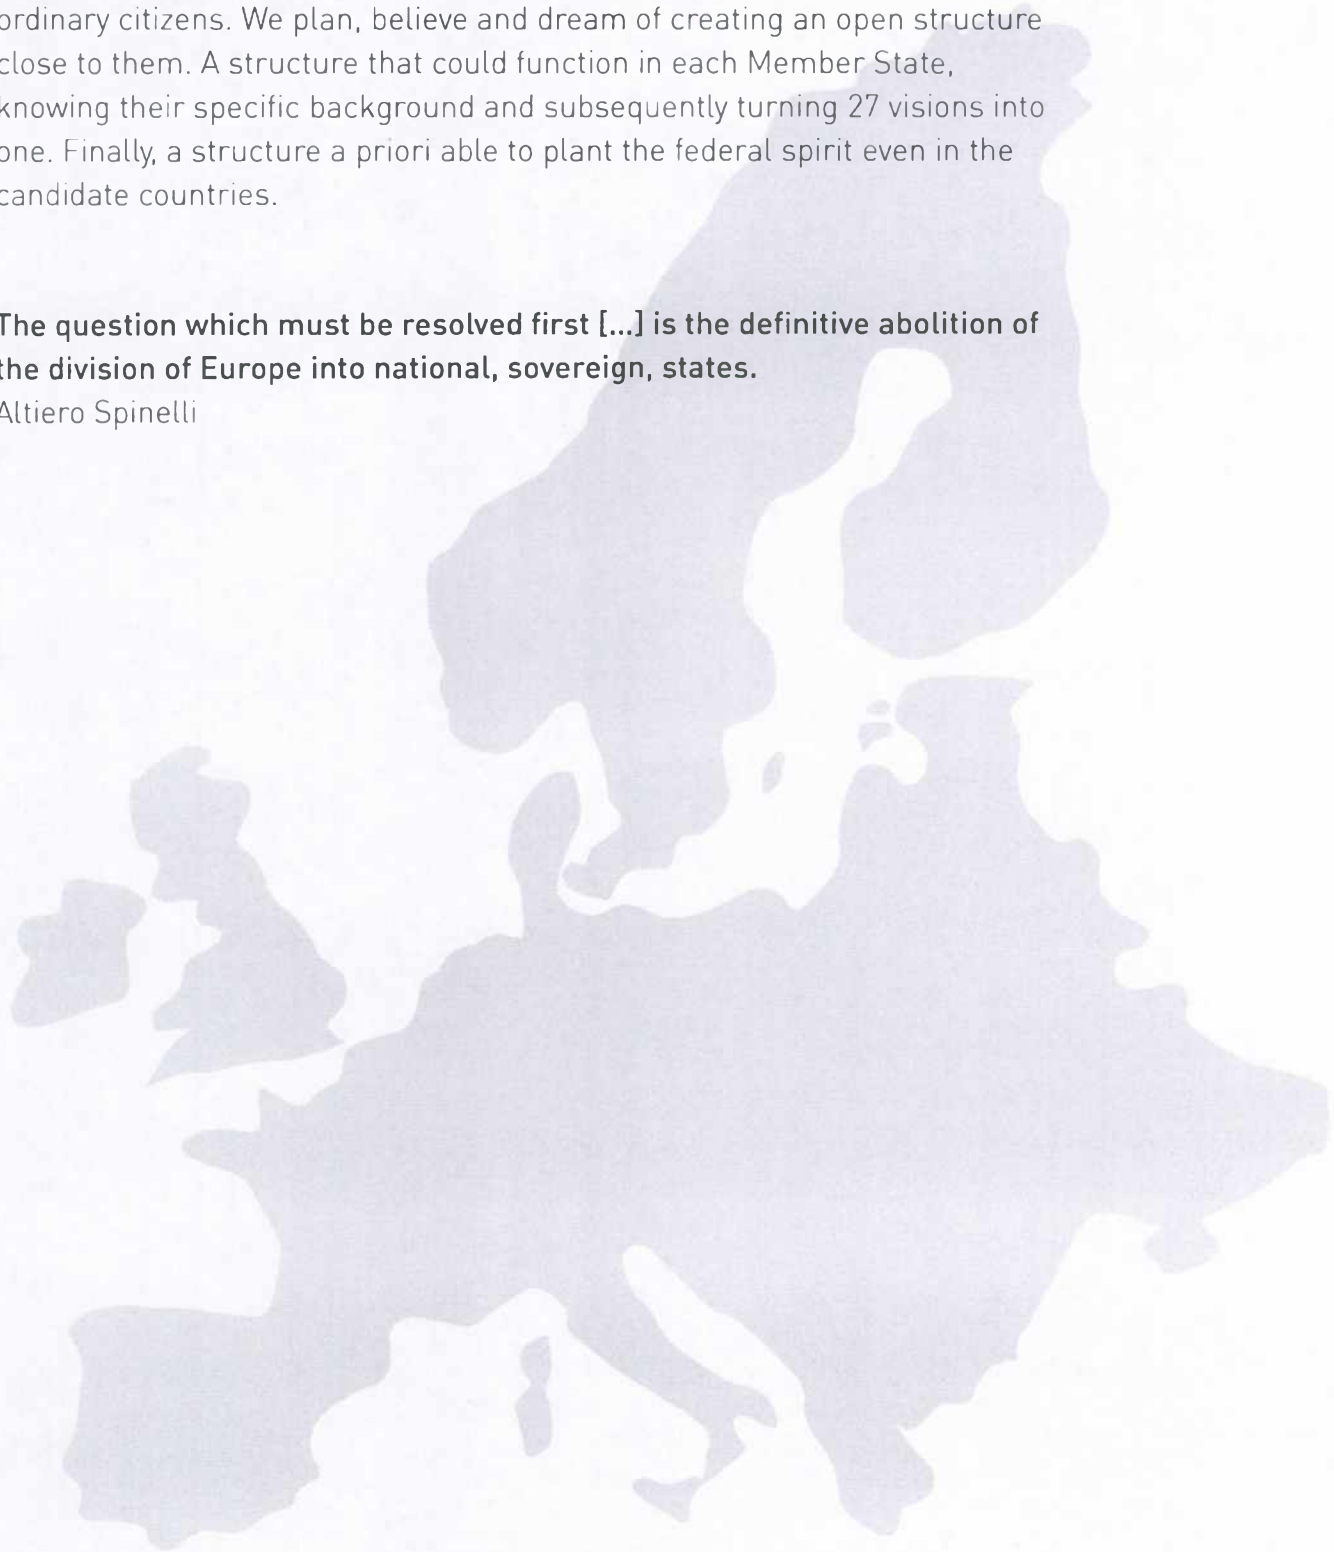 ordinary citizens. We plan, believe and dream of creating an open structure
close to them. A structure that could function in each Member State,
knowing their specific background and subsequently turning 27 visions into
one. Finally, a structure a priori able to plant the federal spirit even in the
candidate countries.
The question which must be resolved first [...] is the definitive abolition of
the division of Europe into national, sovereign, states.
Altiero Spinelli